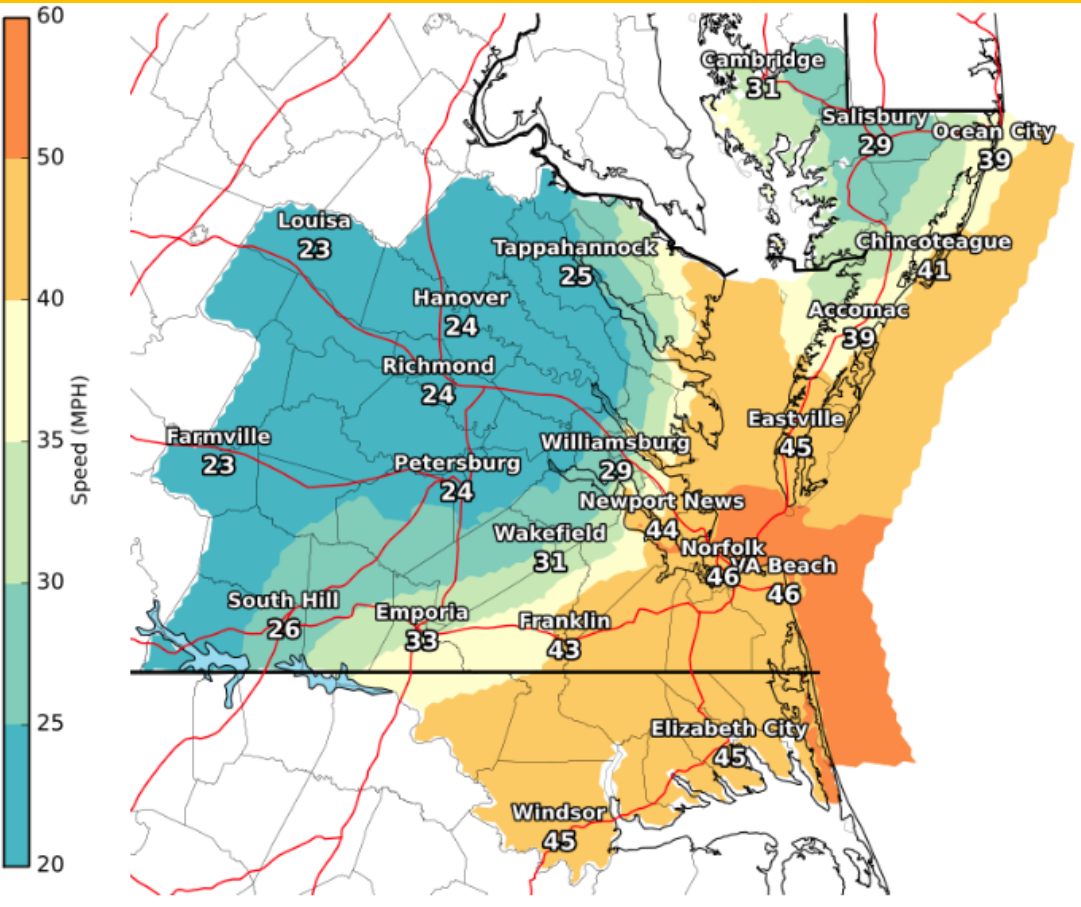 60
50
40
35
30
25
20
Speed (MPH)
Cambridge
31
Salisbury
29
Ocean City
39
Louisa
23
Tappahannock
25
Chincoteague
41
Hanover
24
Accomac
39
Richmond
24
Eastville
45
Farmville
23
Williamsburg
29
Petersburg
24
Newport News
44
Wakefield
31
Norfolk
46
VA Beach
46
South Hill
26
Emporia
33
Franklin
43
Elizabeth City
45
Windsor
45